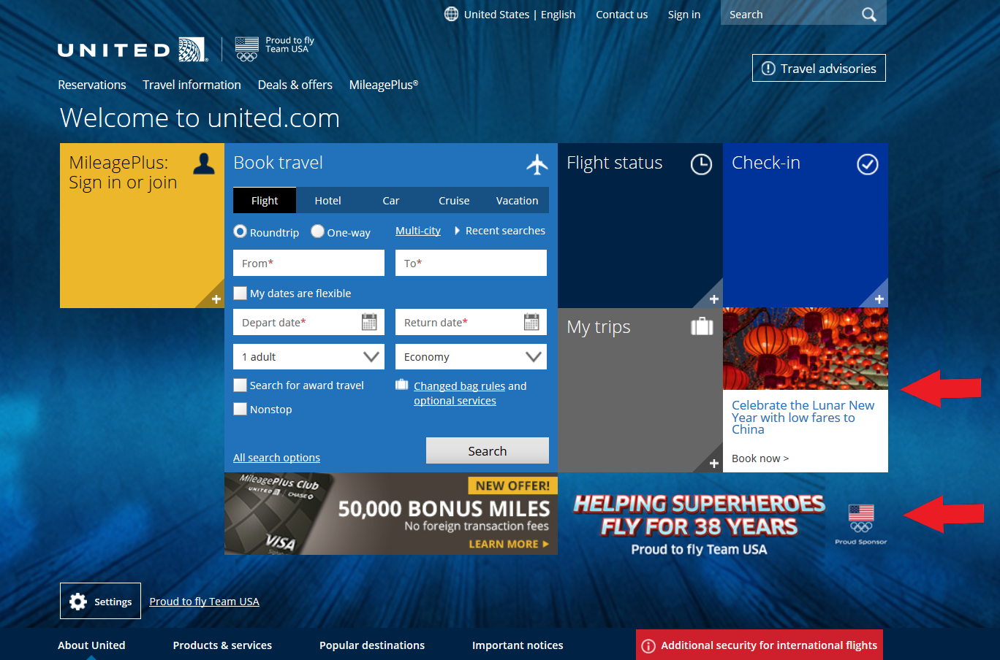 United States | English
Contact us
Sign in
Search
UNITED
Proud to fly
Team USA
Travel advisories
Reservations
Travel information
Deals & offers
MileagePlus®
Welcome to united.com
MileagePlus:
Sign in or join
Book travel
Flight
Hotel
Car
Cruise
Vacation
Roundtrip
One-way
Multi-city
Recent searches
From*
To*
My dates are flexible
Depart date*
Return date*
1 adult
Economy
Search for award travel
Changed bag rules and
optional services
Nonstop
All search options
Search
Flight status
Check-in
My trips
Celebrate the Lunar New
Year with low fares to
China
Book now >
MileagePlus Club
UNITED
CHASE
VISA
NEW OFFER!
50,000 BONUS MILES
No foreign transaction fees
LEARN MORE
HELPING SUPERHEROES
FLY FOR 38 YEARS
Proud to fly Team USA
Proud Sponsor
Settings
Proud to fly Team USA
About United
Products & services
Popular destinations
Important notices
Additional security for international flights